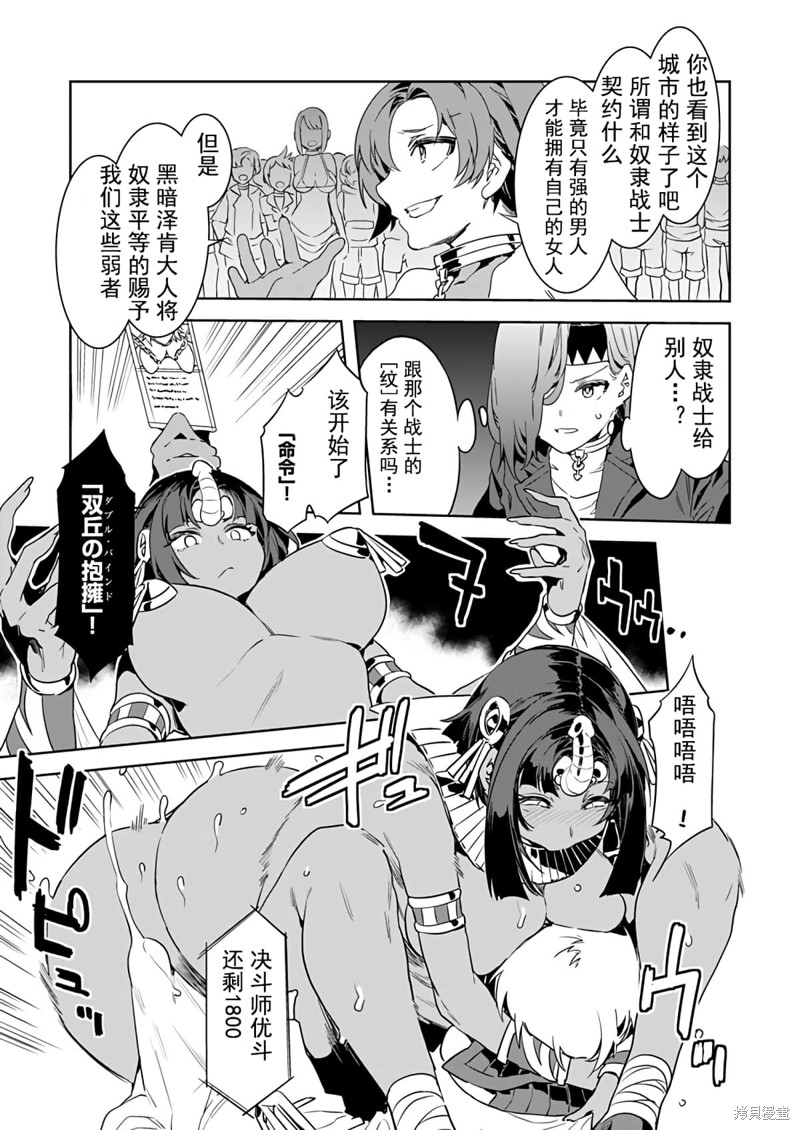 你也看到这个
城市的样子了吧
所谓和奴隶战士
契约什么
毕竟只有强的男人
才能拥有自己的女人
但是
黑暗泽肯大人将
奴隶平等的赐予
我们这些弱者
奴隶战士给
别人…?
跟那个战士的
[纹]有关系吗…
该开始了
「命令」!
「双丘の抱擁」!
ダブル・バインド
ウウ…
唔唔唔唔
!
ドピュッ
ドド
决斗师优斗
还剩1800
拷贝漫畫